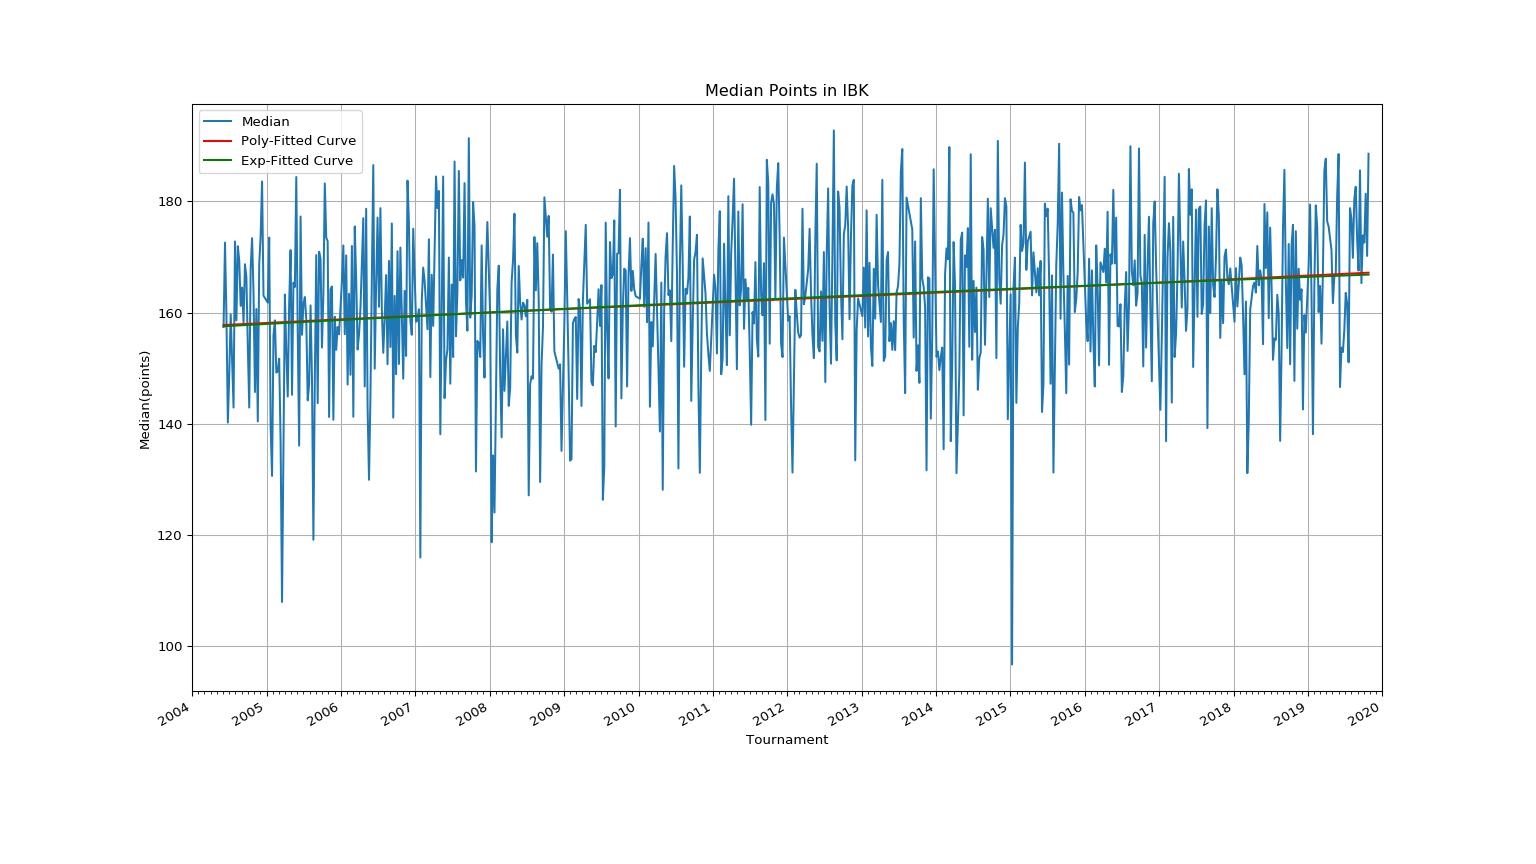 Median Points in IBK
Median
Poly-Fitted Curve
Exp-Fitted Curve
180
160
140
120
100
Median(points)
2004 2005 2006 2007 2008 2009 2010 2011 2012 2013 2014 2015 2016 2017 2018 2019 2020
Tournament